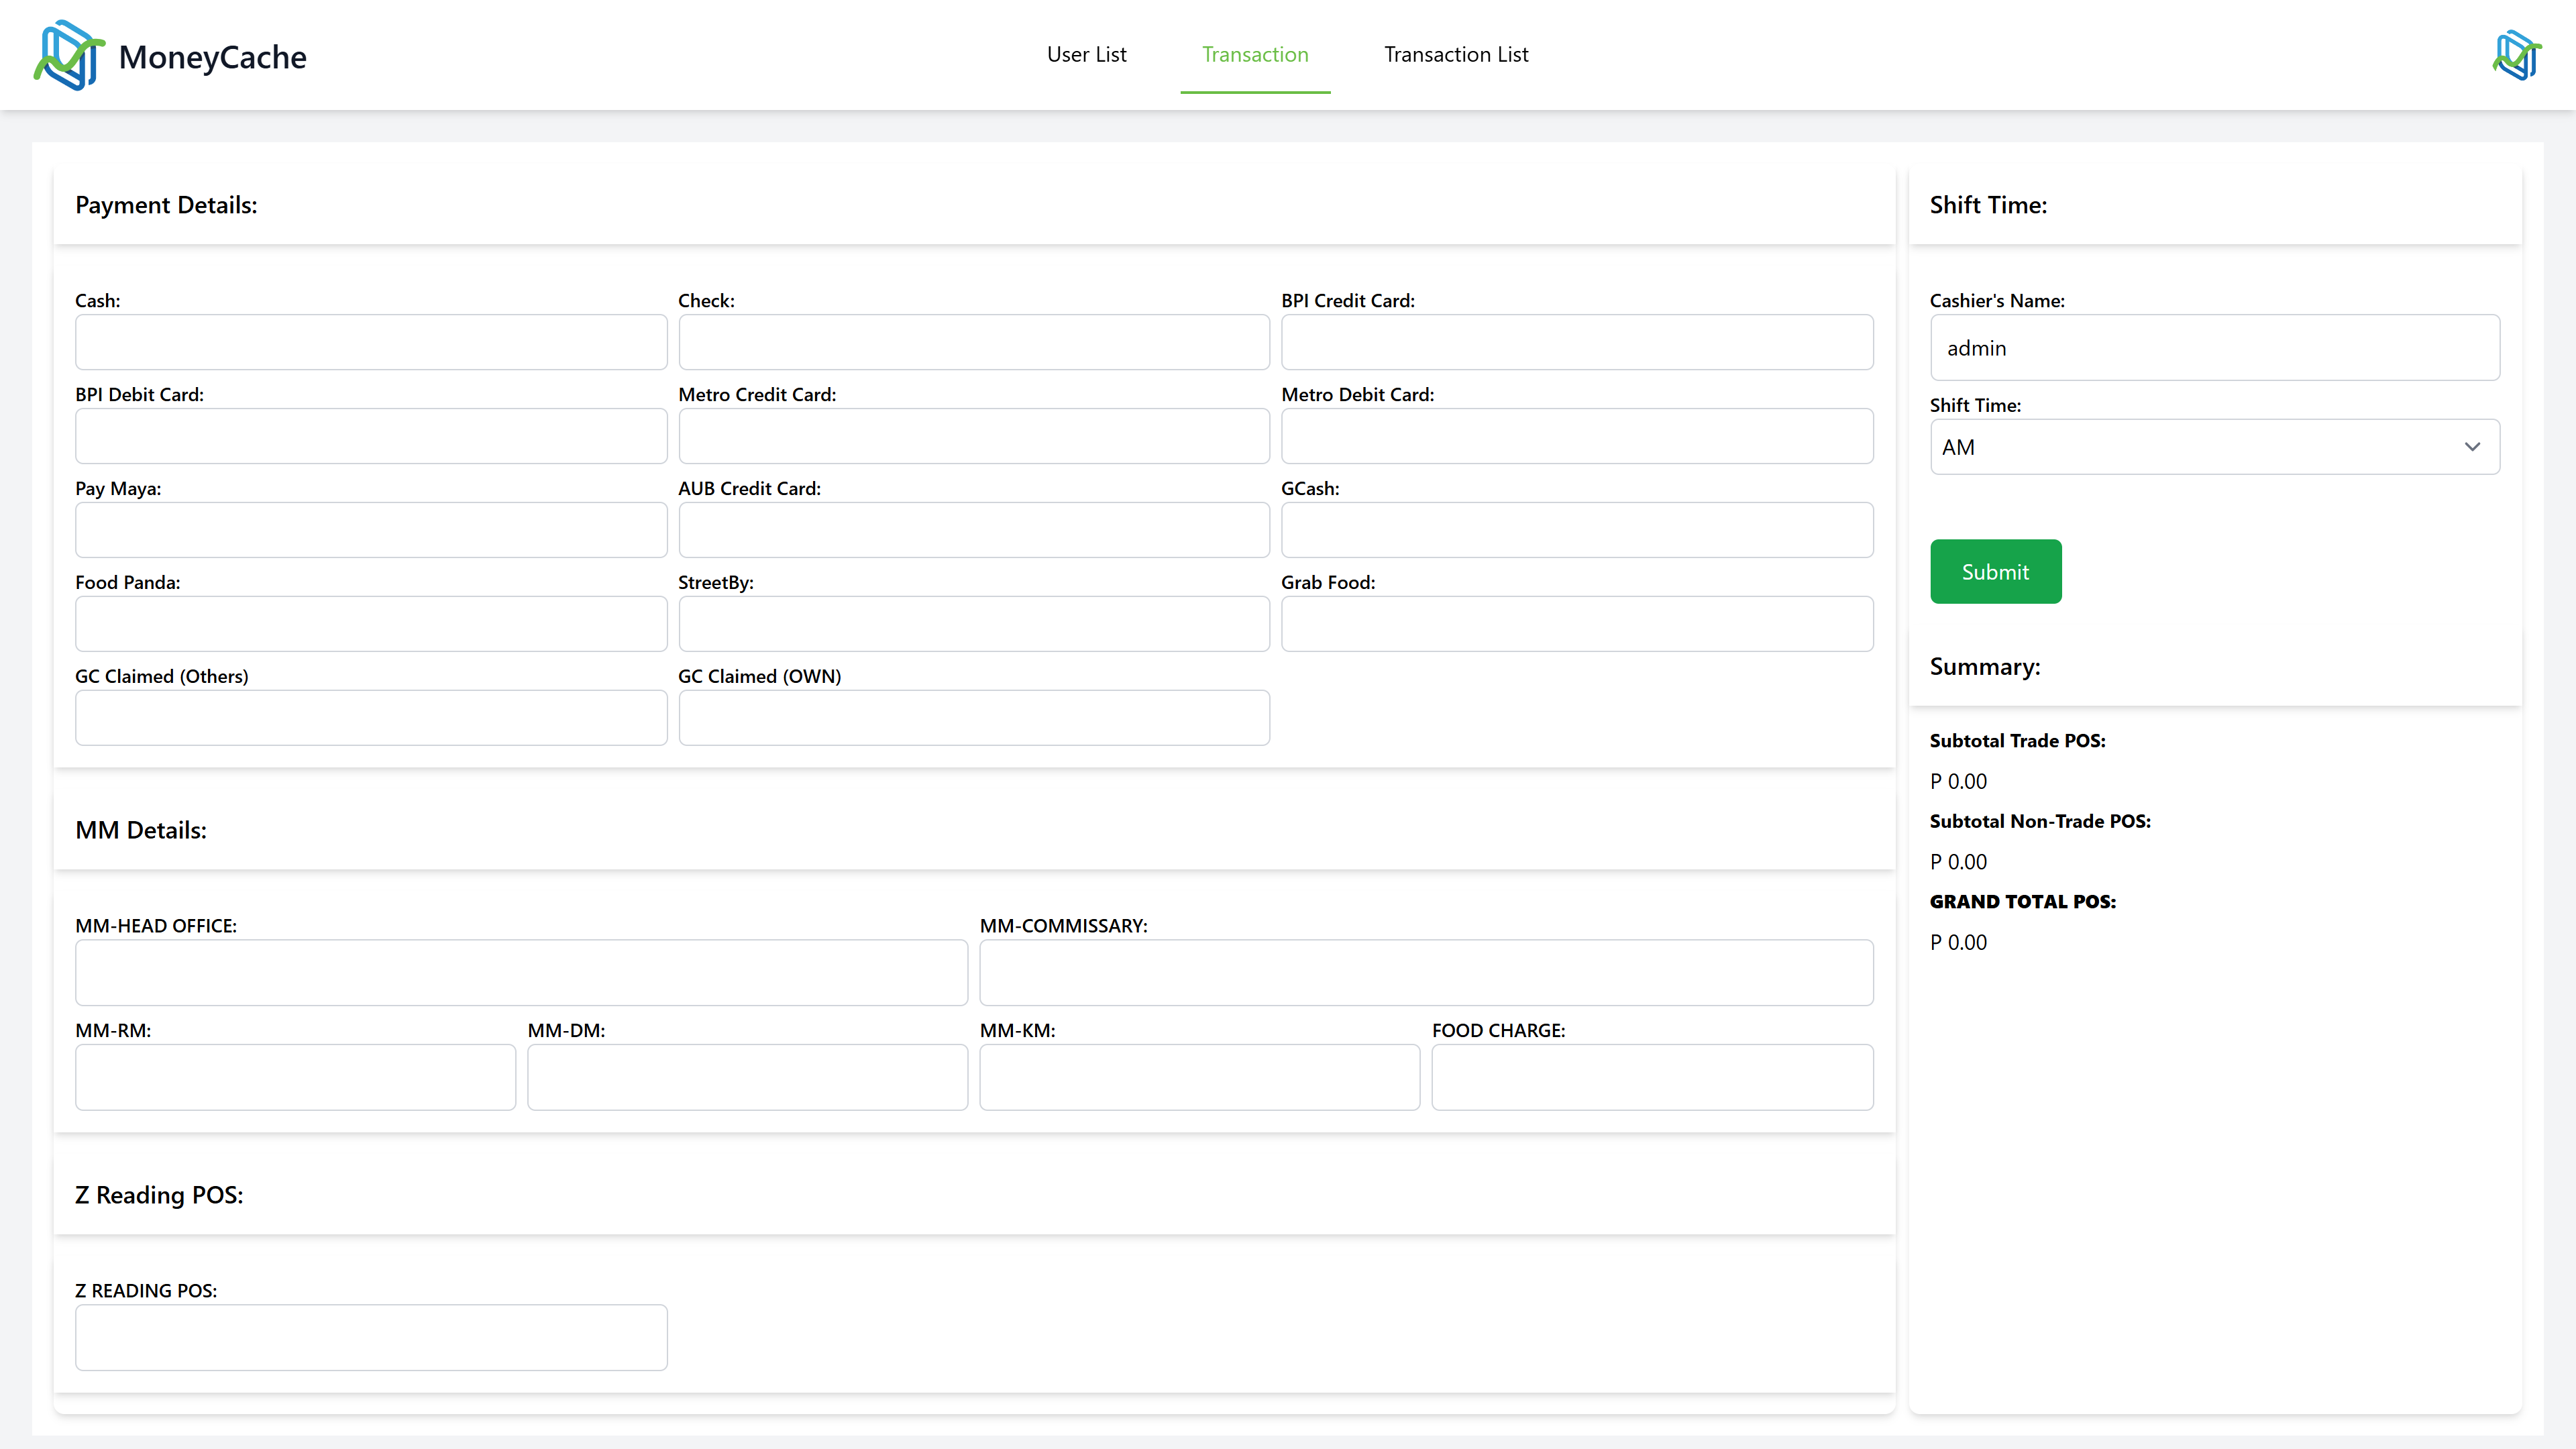 MoneyCache
User List
Transaction
Transaction List
Payment Details:
Cash:
Check:
BPI Credit Card:
BPI Debit Card:
Metro Credit Card:
Metro Debit Card:
Pay Maya:
AUB Credit Card:
GCash:
Food Panda:
StreetBy:
Grab Food:
GC Claimed (Others)
GC Claimed (OWN)
MM Details:
MM-HEAD OFFICE:
MM-COMMISSARY:
MM-RM:
MM-DM:
MM-KM:
FOOD CHARGE:
Z Reading POS:
Z READING POS:
Shift Time:
Cashier's Name:
admin
Shift Time:
AM
Submit
Summary:
Subtotal Trade POS:
P 0.00
Subtotal Non-Trade POS:
P 0.00
GRAND TOTAL POS:
P 0.00